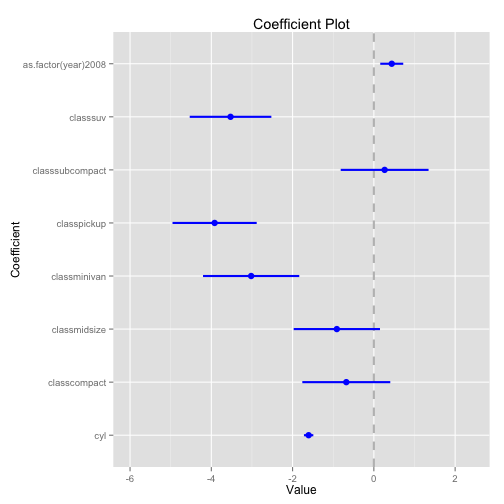 Coefficient Plot
as.factor(year)2008
classsuv
classsubcompact
classpickup
classminivan
classmidsize
classcompact
cyl
Coefficient
-6 -4 -2 0 2
Value